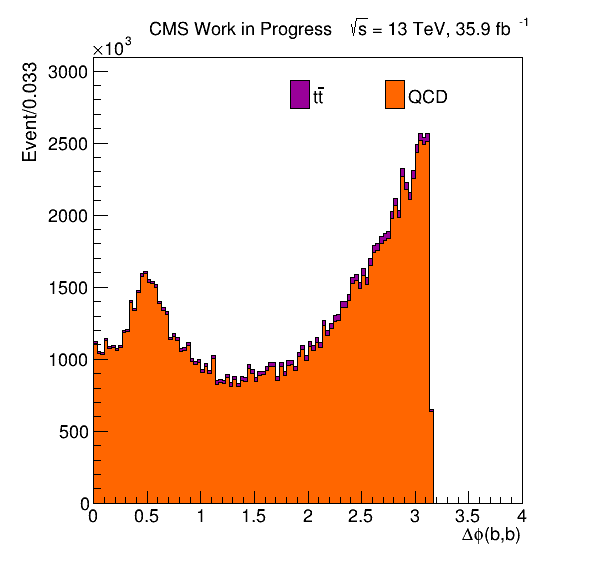 CMS Work in Progress √s = 13 TeV, 35.9 fb⁻¹
×10³
Event/0.033
3000
2500
2000
1500
1000
500
0
tt̅ QCD
0 0.5 1 1.5 2 2.5 3 3.5 4
Δϕ(b,b)